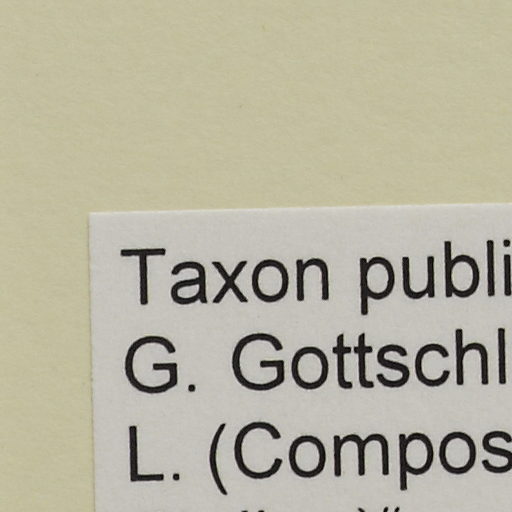 Taxon publi
G. Gottschl
L. (Compos